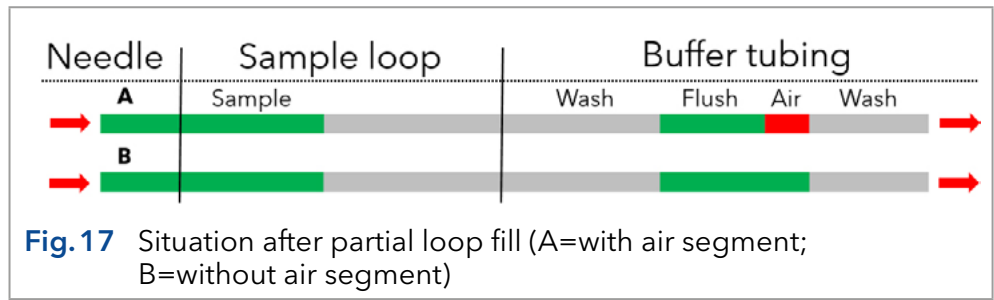 Needle Sample loop Buffer tubing
A Sample Wash Flush Air Wash
B
Fig. 17 Situation after partial loop fill (A=with air segment;
B=without air segment)